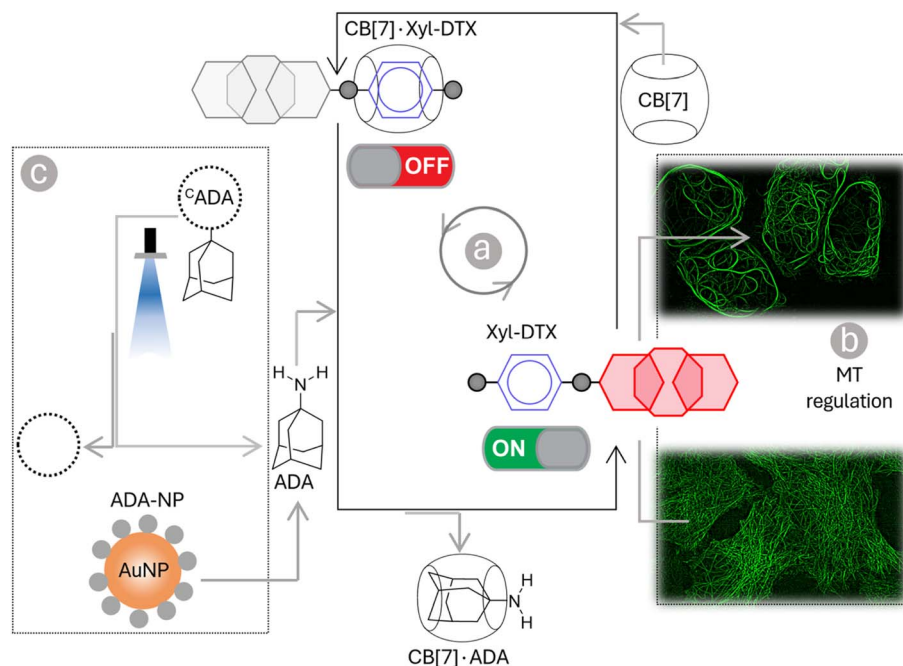 CB[7]·Xyl-DTX
CB[7]
OFF
c
ᶜADA
a
Xyl-DTX
b
MT
regulation
ON
H H
N
ADA
ADA-NP
AuNP
H
N
H
CB[7]·ADA